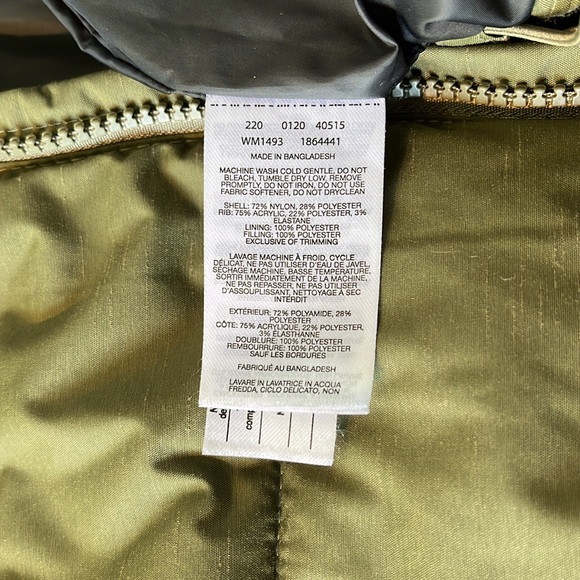 220 0120 40515
WM1493 1864441
MADE IN BANGLADESH
MACHINE WASH COLD GENTLE, DO NOT
BLEACH, TUMBLE DRY LOW, REMOVE
PROMPTLY, DO NOT IRON, DO NOT USE
FABRIC SOFTENER, DO NOT DRYCLEAN
SHELL: 72% NYLON, 28% POLYESTER
RIB: 75% ACRYLIC, 22% POLYESTER, 3%
ELASTANE
LINING: 100% POLYESTER
FILLING: 100% POLYESTER
EXCLUSIVE OF TRIMMING
LAVAGE MACHINE À FROID, CYCLE
DÉLICAT, NE PAS UTILISER D'EAU DE JAVEL,
SÉCHAGE MACHINE, BASSE TEMPÉRATURE,
SORTIR IMMÉDIATEMENT DE LA MACHINE,
NE PAS REPASSER, NE PAS UTILISER
D'ASSOUPLISSANT, NETTOYAGE À SEC
INTERDIT
EXTÉRIEUR: 72% POLYAMIDE, 28%
POLYESTER
CÔTE: 75% ACRYLIQUE, 22% POLYESTER,
3% ÉLASTHANNE
DOUBLURE: 100% POLYESTER
REMBOURRURE: 100% POLYESTER
SAUF LES BORDURES
FABRIQUÉ AU BANGLADESH
LAVARE IN LAVATRICE IN ACQUA
FREDDA, CICLO DELICATO, NON
de
comp